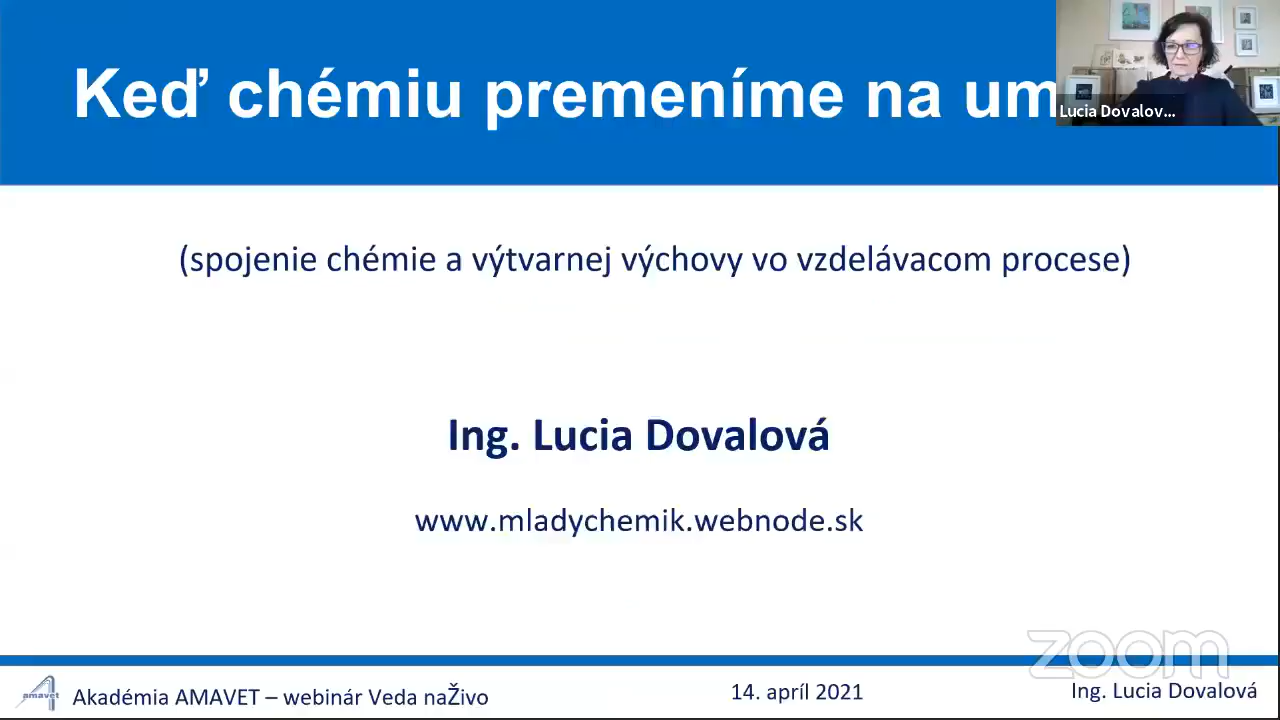 Keď chémiu premeníme na um
Lucia Dovalov...
(spojenie chémie a výtvarnej výchovy vo vzdelávacom procese)
Ing. Lucia Dovalová
www.mladychemik.webnode.sk
zoom
amavet
Akadémia AMAVET – webinár Veda naŽivo
14. apríl 2021
Ing. Lucia Dovalová